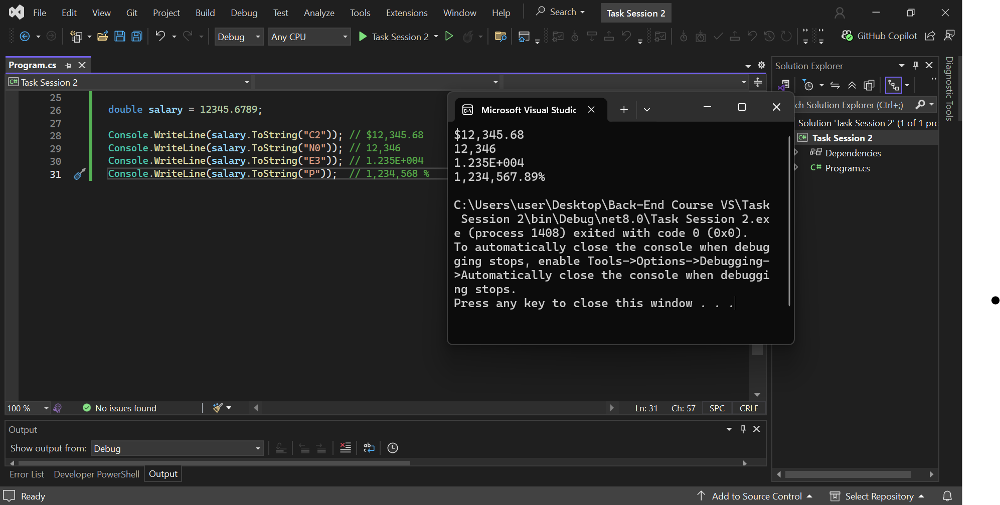 File Edit View Git Project Build Debug Test Analyze Tools Extensions Window Help Search Task Session 2
Debug Any CPU Task Session 2 GitHub Copilot
Program.cs
Task Session 2
25
26 double salary = 12345.6789;
27
28 Console.WriteLine(salary.ToString("C2")); // $12,345.68
29 Console.WriteLine(salary.ToString("N0")); // 12,346
30 Console.WriteLine(salary.ToString("E3")); // 1.235E+004
31 Console.WriteLine(salary.ToString("P")); // 1,234,568 %
Microsoft Visual Studic
$12,345.68
12,346
1.235E+004
1,234,567.89%
C:\Users\user\Desktop\Back-End Course VS\Task
Session 2\bin\Debug\net8.0\Task Session 2.ex
e (process 1408) exited with code 0 (0x0).
To automatically close the console when debug
ging stops, enable Tools->Options->Debugging-
>Automatically close the console when debuggi
ng stops.
Press any key to close this window . . .
Solution Explorer
rch Solution Explorer (Ctrl+;)
Solution 'Task Session 2' (1 of 1 prc
C# Task Session 2
Dependencies
C# Program.cs
Diagnostic Tools
100 % No issues found Ln: 31 Ch: 57 SPC CRLF
Output
Show output from: Debug
Error List Developer PowerShell Output
Ready Add to Source Control Select Repository